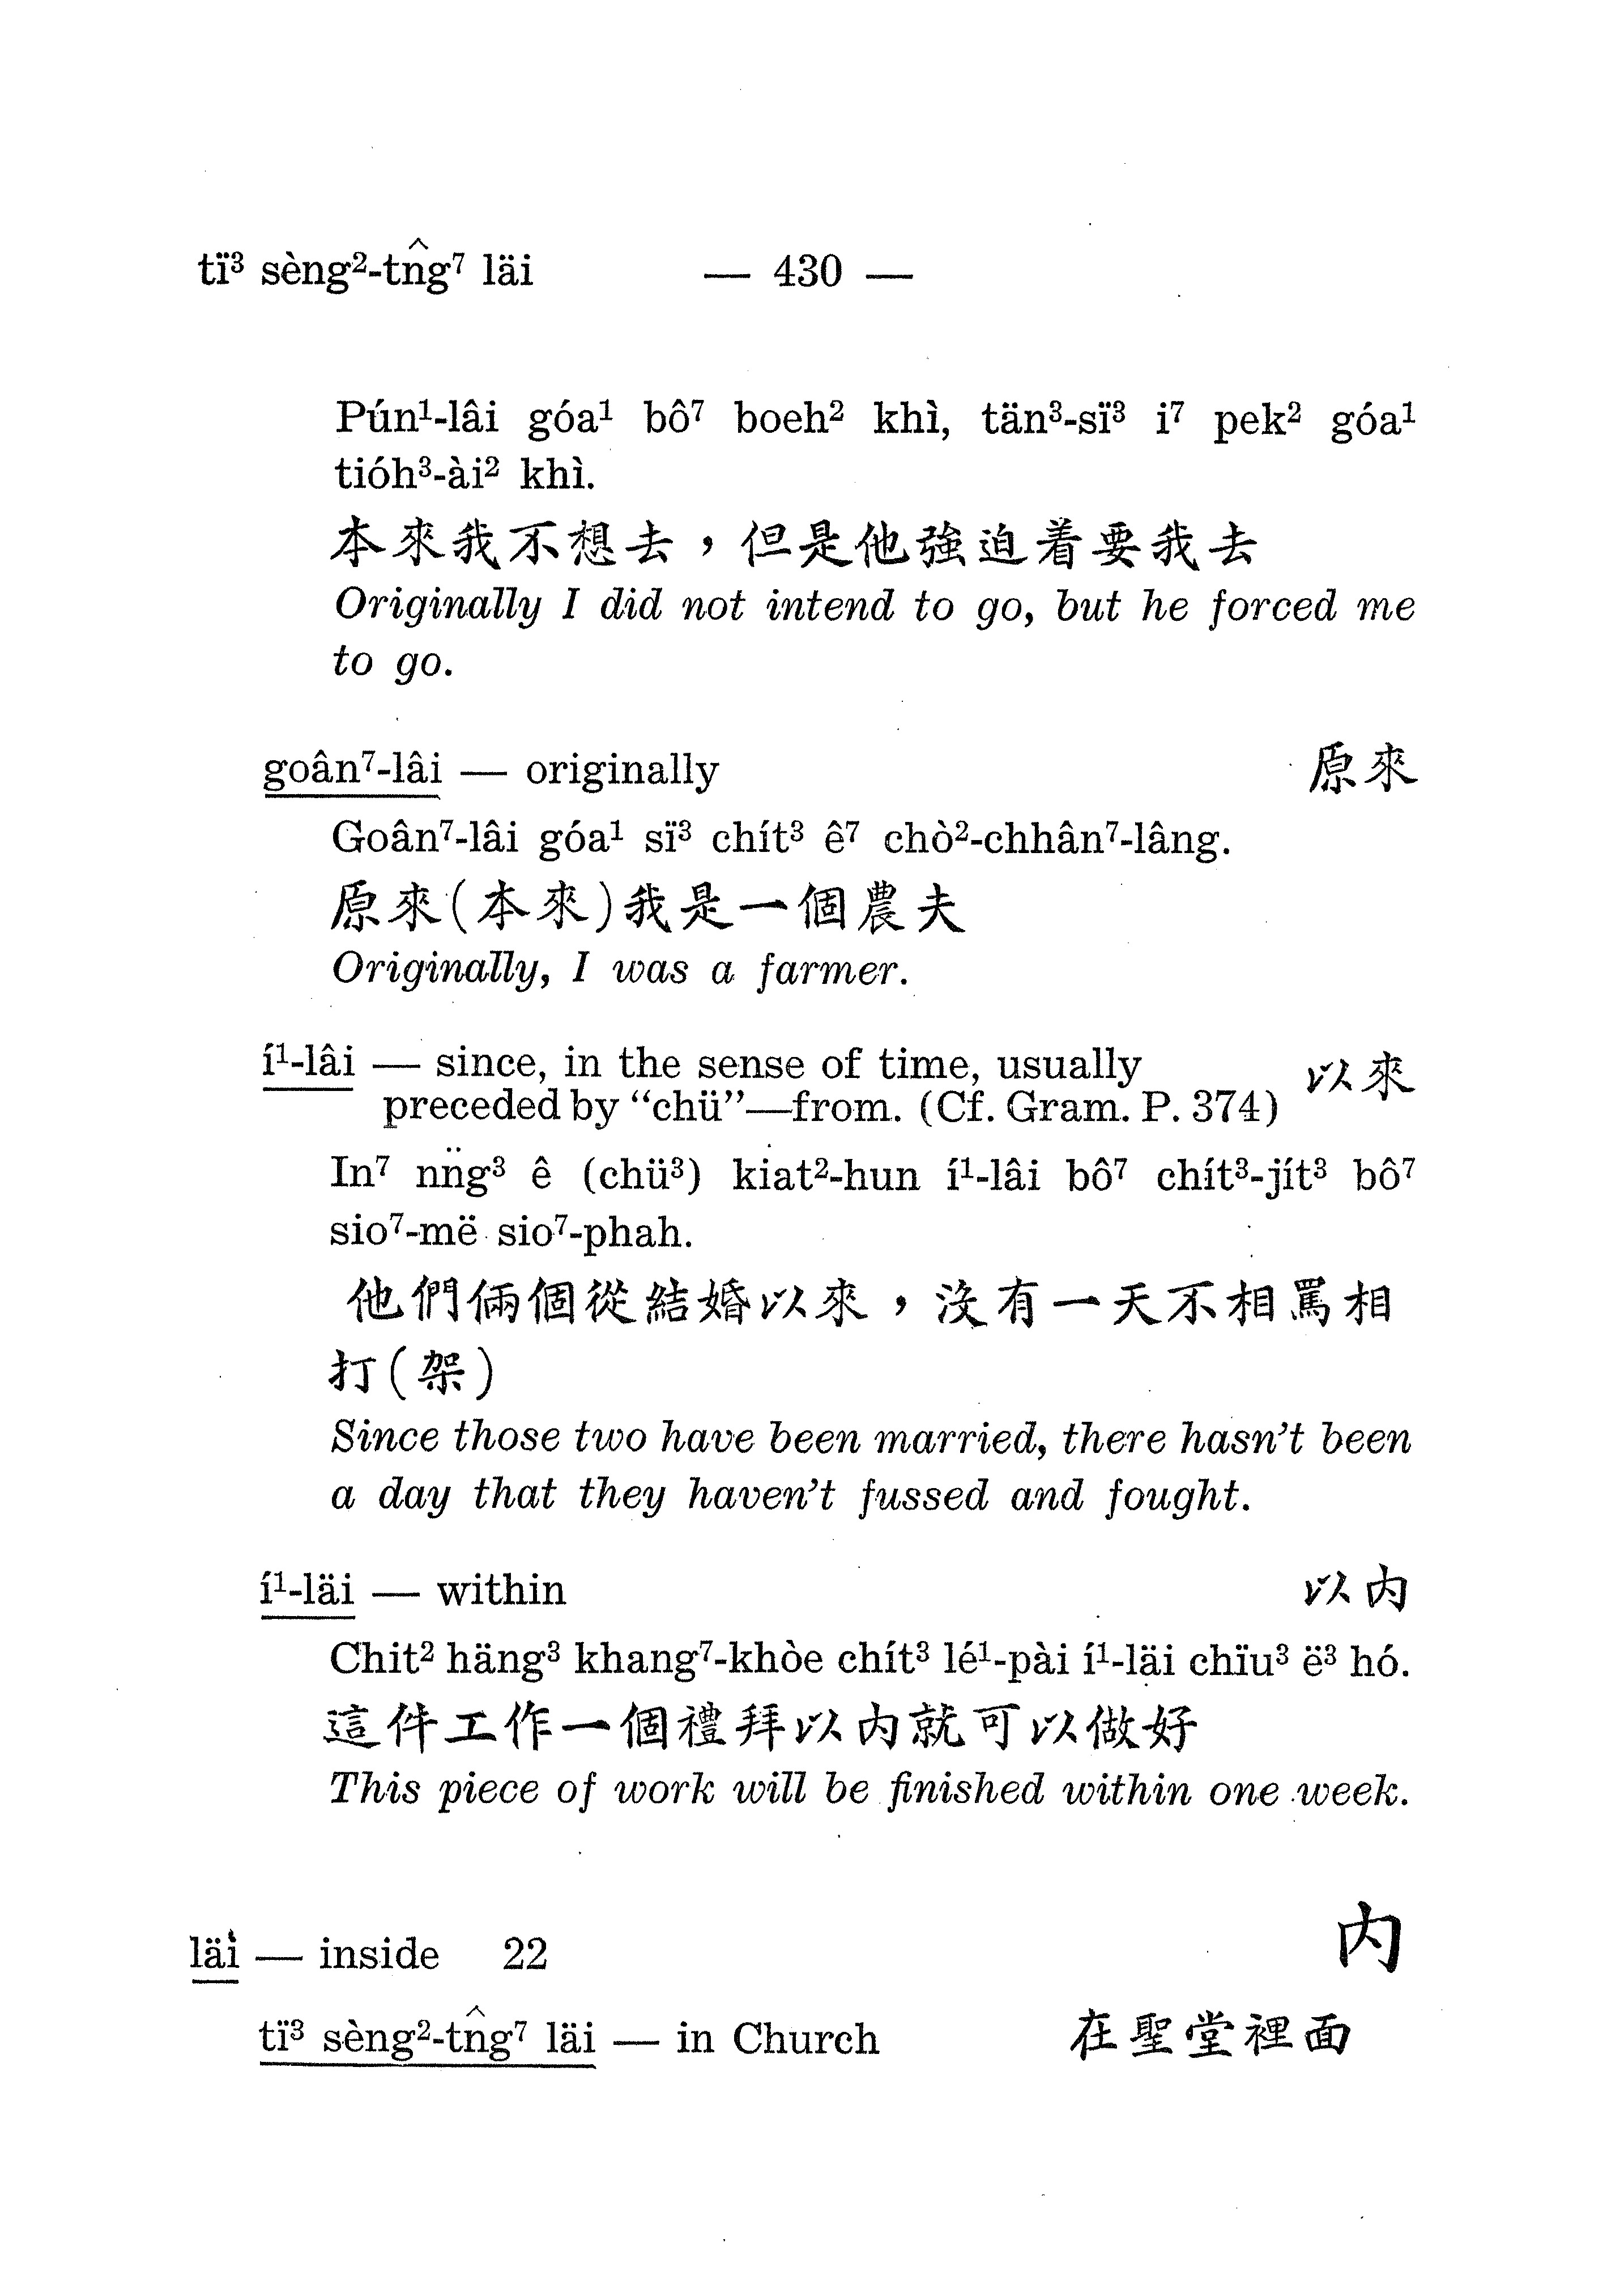 tï³ sèng²-tn̂g⁷ läi — 430 —
Pún¹-lâi góa¹ bô⁷ boeh² khì, tän³-sï³ i⁷ pek² góa¹
tióh³-ài² khì.
本來我不想去，但是他強迫着要我去
Originally I did not intend to go, but he forced me
to go.
goân⁷-lâi — originally 原來
Goân⁷-lâi góa¹ sï³ chít³ ê⁷ chò²-chhân⁷-lâng.
原來(本來)我是一個農夫
Originally, I was a farmer.
í¹-lâi — since, in the sense of time, usually 以來
preceded by “chü”—from. (Cf. Gram. P. 374)
In⁷ nn̈g³ ê (chü³) kiat²-hun í¹-lâi bô⁷ chít³-jít³ bô⁷
sio⁷-më sio⁷-phah.
他們倆個從結婚以來，沒有一天不相罵相
打(架)
Since those two have been married, there hasn’t been
a day that they haven’t fussed and fought.
í¹-läi — within 以內
Chit² häng³ khang⁷-khòe chít³ lé¹-pài í¹-läi chïu³ ë³ hó.
這件工作一個禮拜以內就可以做好
This piece of work will be finished within one week.
läi — inside 22 內
tï³ sèng²-tn̂g⁷ läi — in Church 在聖堂裡面